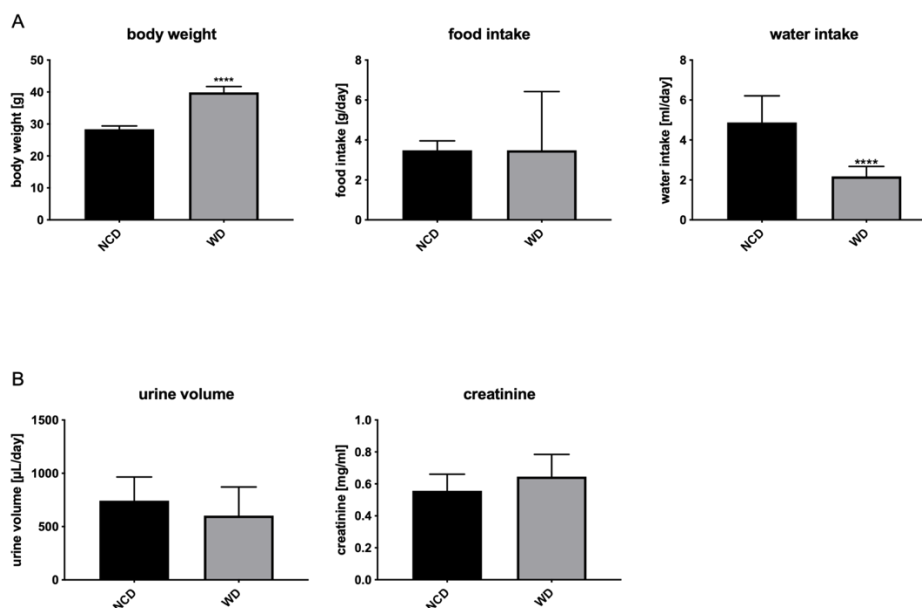 A
body weight
body weight [g]
50
40
30
20
10
0
****
NCD
WD
food intake
food intake [g/day]
8
6
4
2
0
NCD
WD
water intake
water intake [ml/day]
8
6
4
2
0
****
NCD
WD
B
urine volume
urine volume [µL/day]
1500
1000
500
0
NCD
WD
creatinine
creatinine [mg/ml]
1.0
0.8
0.6
0.4
0.2
0.0
NCD
WD